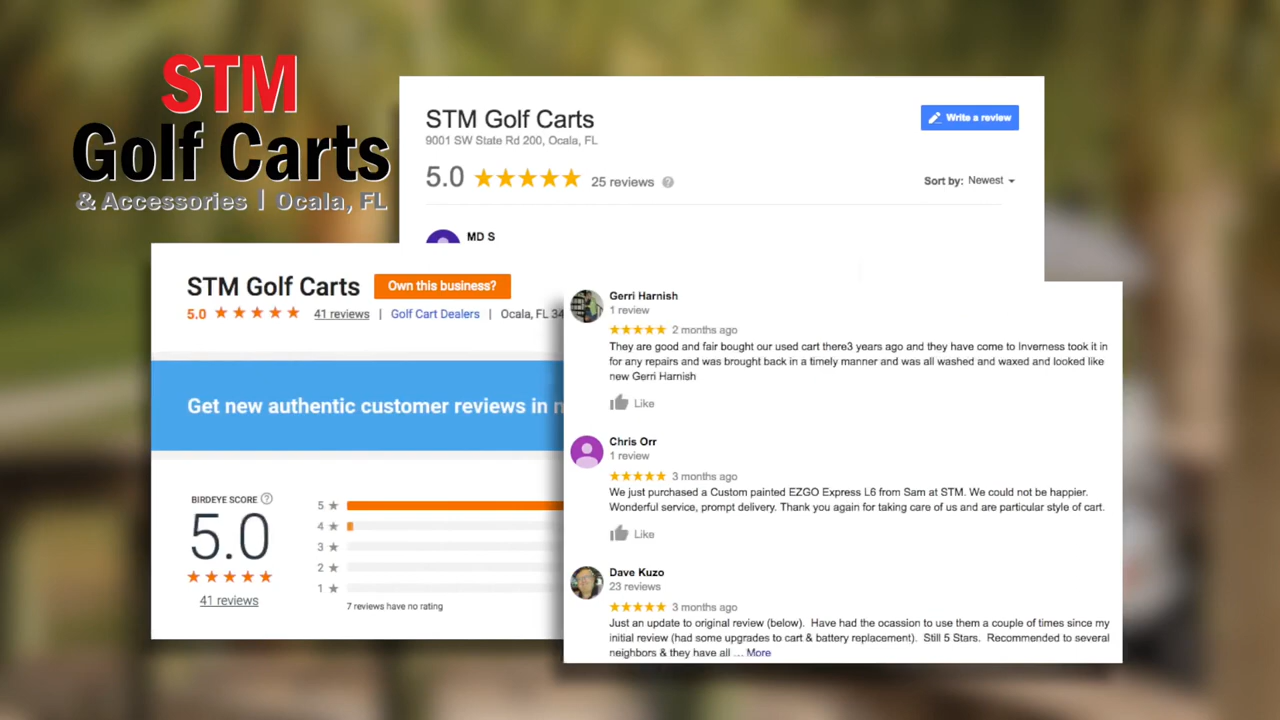 STM
Golf Carts
& Accessories | Ocala, FL
STM Golf Carts
9001 SW State Rd 200, Ocala, FL
Write a review
5.0 25 reviews ?
Sort by: Newest
MD S
STM Golf Carts Own this business?
5.0 41 reviews | Golf Cart Dealers | Ocala, FL 34
Get new authentic customer reviews in
BIRDEYE SCORE ?
5.0
41 reviews
5
4
3
2
1
7 reviews have no rating
Gerri Harnish
1 review
2 months ago
They are good and fair bought our used cart there3 years ago and they have come to Inverness took it in
for any repairs and was brought back in a timely manner and was all washed and waxed and looked like
new Gerri Harnish
Like
Chris Orr
1 review
3 months ago
We just purchased a Custom painted EZGO Express L6 from Sam at STM. We could not be happier.
Wonderful service, prompt delivery. Thank you again for taking care of us and are particular style of cart.
Like
Dave Kuzo
23 reviews
3 months ago
Just an update to original review (below). Have had the ocassion to use them a couple of times since my
initial review (had some upgrades to cart & battery replacement). Still 5 Stars. Recommended to several
neighbors & they have all ... More